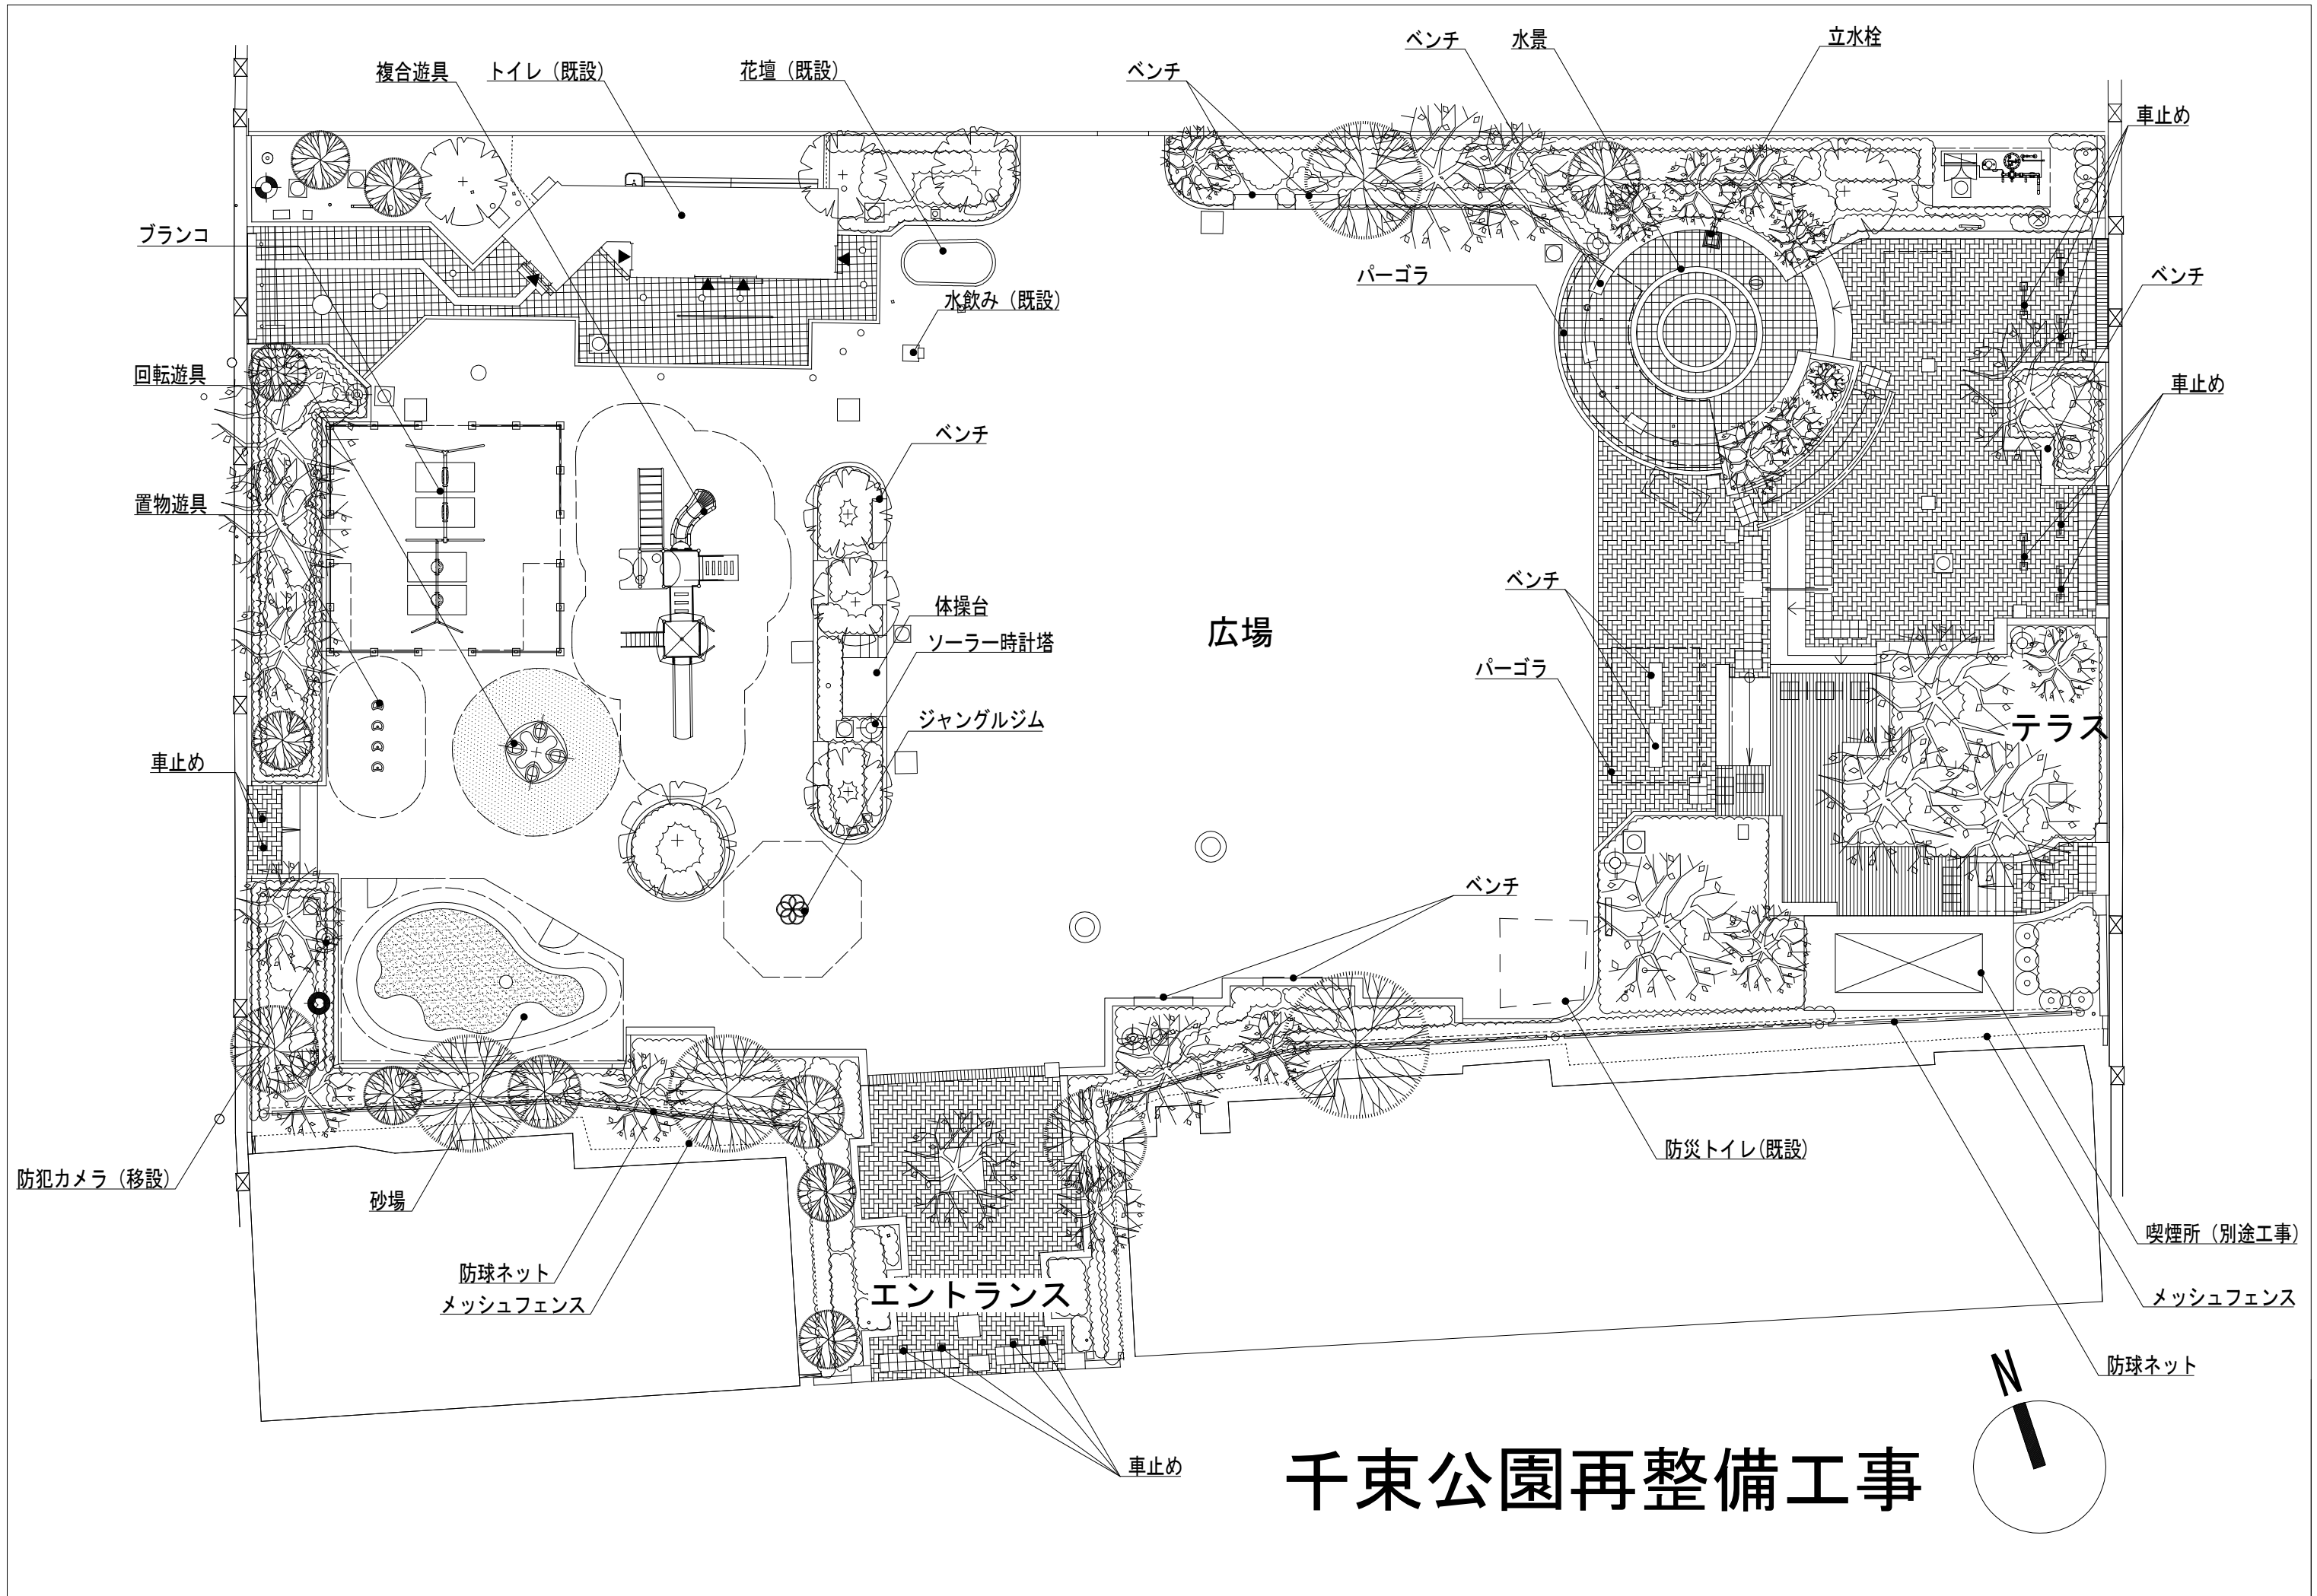 ベンチ
水景
立水栓
複合遊具
トイレ（既設）
花壇（既設）
ベンチ
車止め
ブランコ
パーゴラ
ベンチ
水飲み（既設）
回転遊具
車止め
ベンチ
置物遊具
ベンチ
体操台
広場
ソーラー時計塔
パーゴラ
ジャングルジム
テラス
車止め
ベンチ
防災トイレ(既設)
防犯カメラ（移設）
砂場
喫煙所（別途工事）
防球ネット
エントランス
メッシュフェンス
メッシュフェンス
防球ネット
N
車止め
千束公園再整備工事